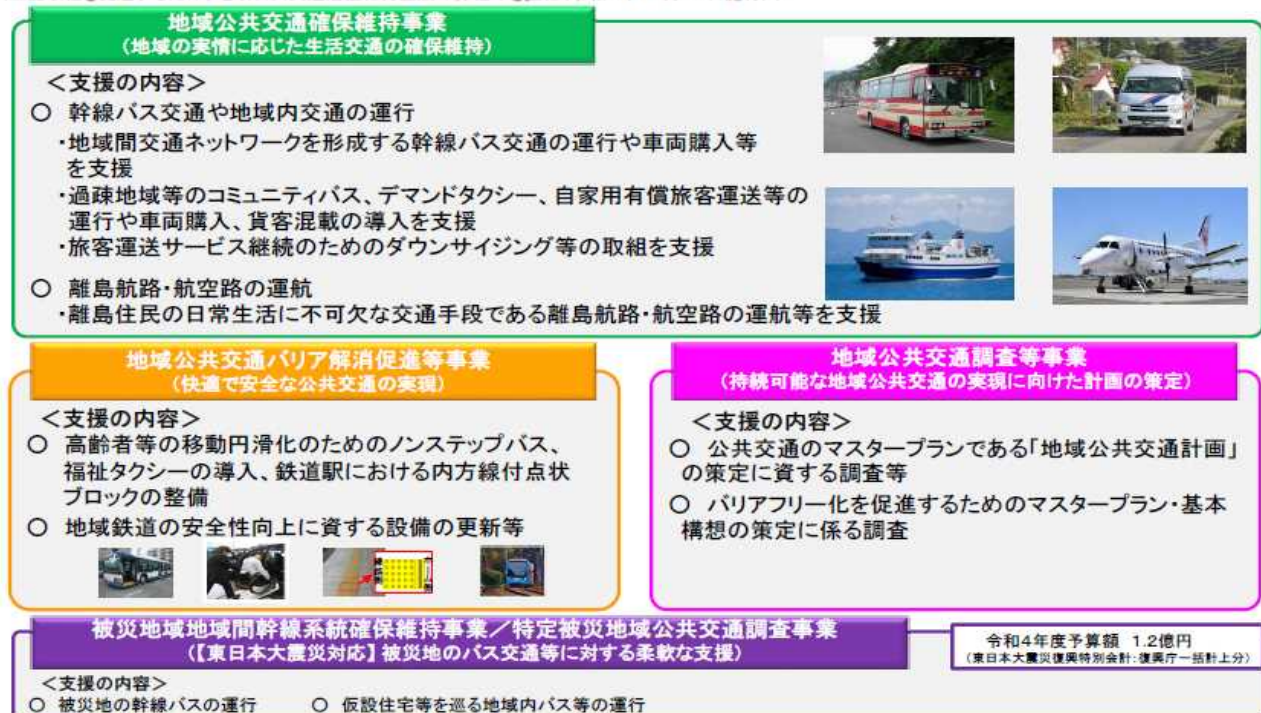 地域公共交通確保維持事業
(地域の実情に応じた生活交通の確保維持)
＜支援の内容＞
○ 幹線バス交通や地域内交通の運行
・地域間交通ネットワークを形成する幹線バス交通の運行や車両購入等
を支援
・過疎地域等のコミュニティバス、デマンドタクシー、自家用有償旅客運送等の
運行や車両購入、貨客混載の導入を支援
・旅客運送サービス継続のためのダウンサイジング等の取組を支援
○ 離島航路・航空路の運航
・離島住民の日常生活に不可欠な交通手段である離島航路・航空路の運航等を支援
地域公共交通バリア解消促進等事業
(快適で安全な公共交通の実現)
＜支援の内容＞
○ 高齢者等の移動円滑化のためのノンステップバス、
福祉タクシーの導入、鉄道駅における内方線付点状
ブロックの整備
○ 地域鉄道の安全性向上に資する設備の更新等
地域公共交通調査等事業
(持続可能な地域公共交通の実現に向けた計画の策定)
＜支援の内容＞
○ 公共交通のマスタープランである「地域公共交通計画」
の策定に資する調査等
○ バリアフリー化を促進するためのマスタープラン・基本
構想の策定に係る調査
被災地域地域間幹線系統確保維持事業／特定被災地域公共交通調査事業
(【東日本大震災対応】被災地のバス交通等に対する柔軟な支援)
令和4年度予算額 1.2億円
(東日本大震災復興特別会計:復興庁一括計上分)
＜支援の内容＞
○ 被災地の幹線バスの運行 ○ 仮設住宅等を巡る地域内バス等の運行